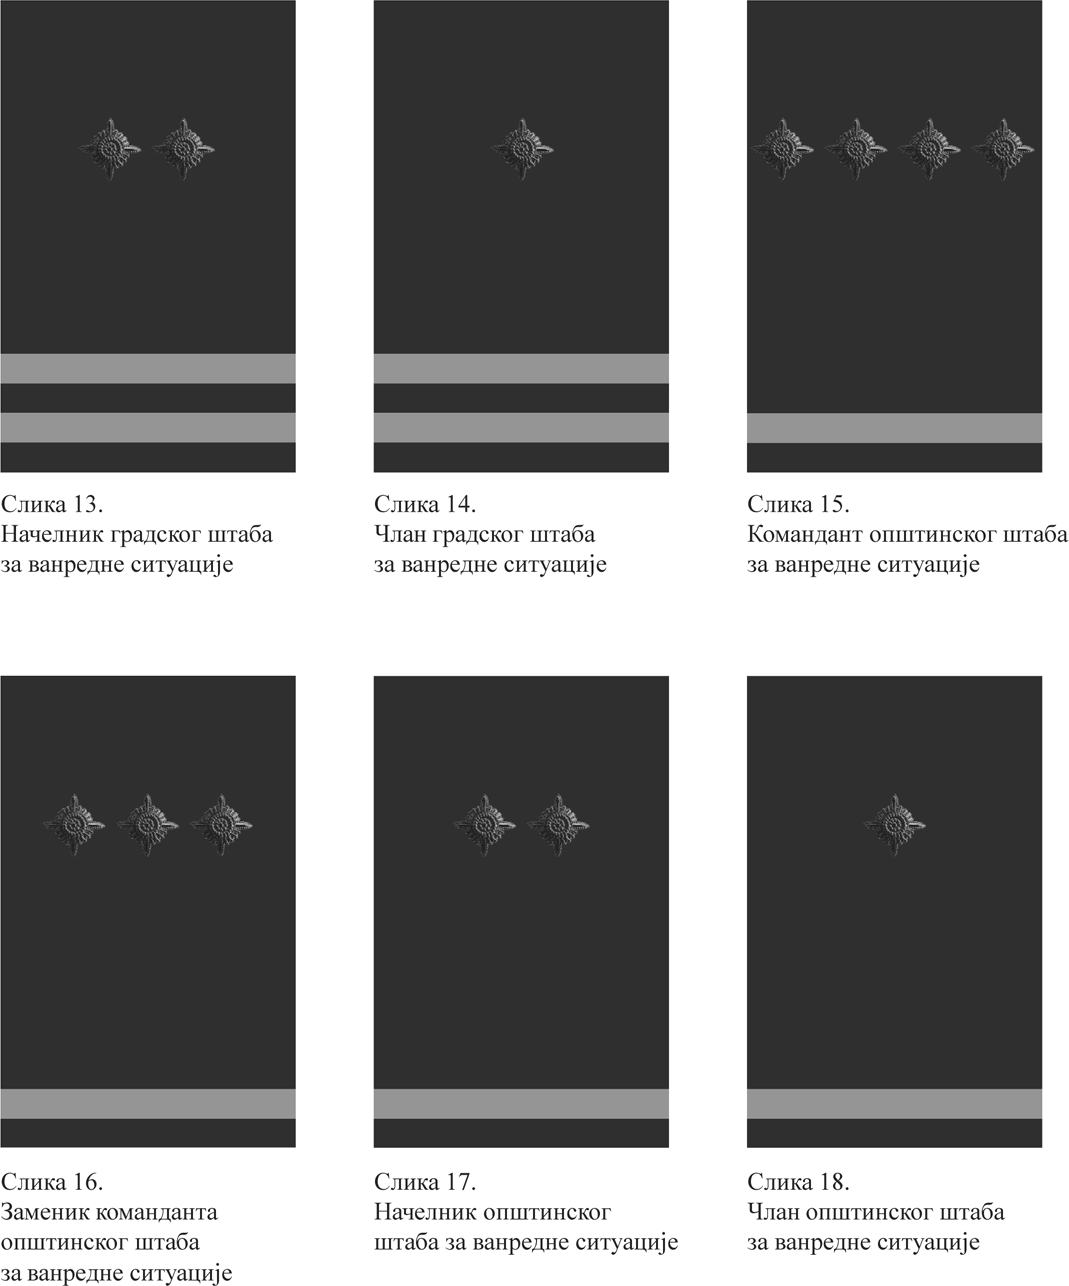 Слика 13.
Начелник градског штаба
за ванредне ситуације
Слика 14.
Члан градског штаба
за ванредне ситуације
Слика 15.
Командант општинског штаба
за ванредне ситуације
Слика 16.
Заменик команданта
општинског штаба
за ванредне ситуације
Слика 17.
Начелник општинског
штаба за ванредне ситуације
Слика 18.
Члан општинског штаба
за ванредне ситуације